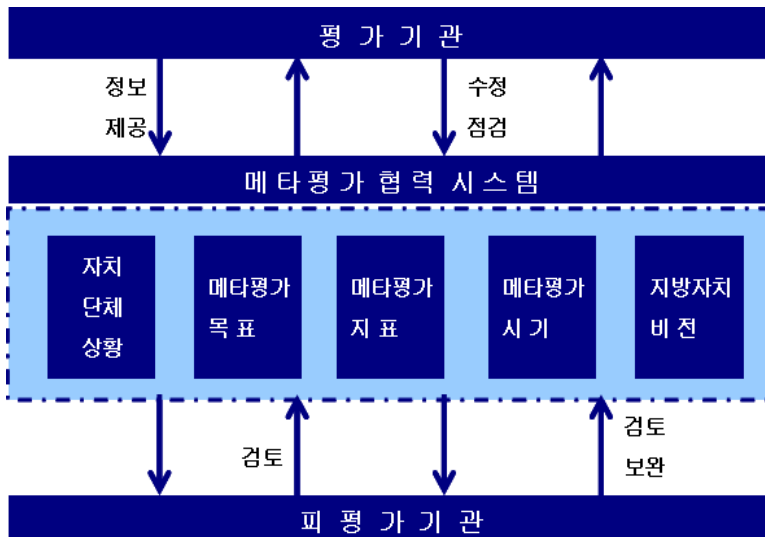 평 가 기 관
정보
제공
수정
점검
메 타 평 가 협 력 시 스 템
자치
단체
상황
메타평가
목 표
메타평가
지 표
메타평가
시 기
지방자치
비 전
검토
검토
보완
피 평 가 기 관